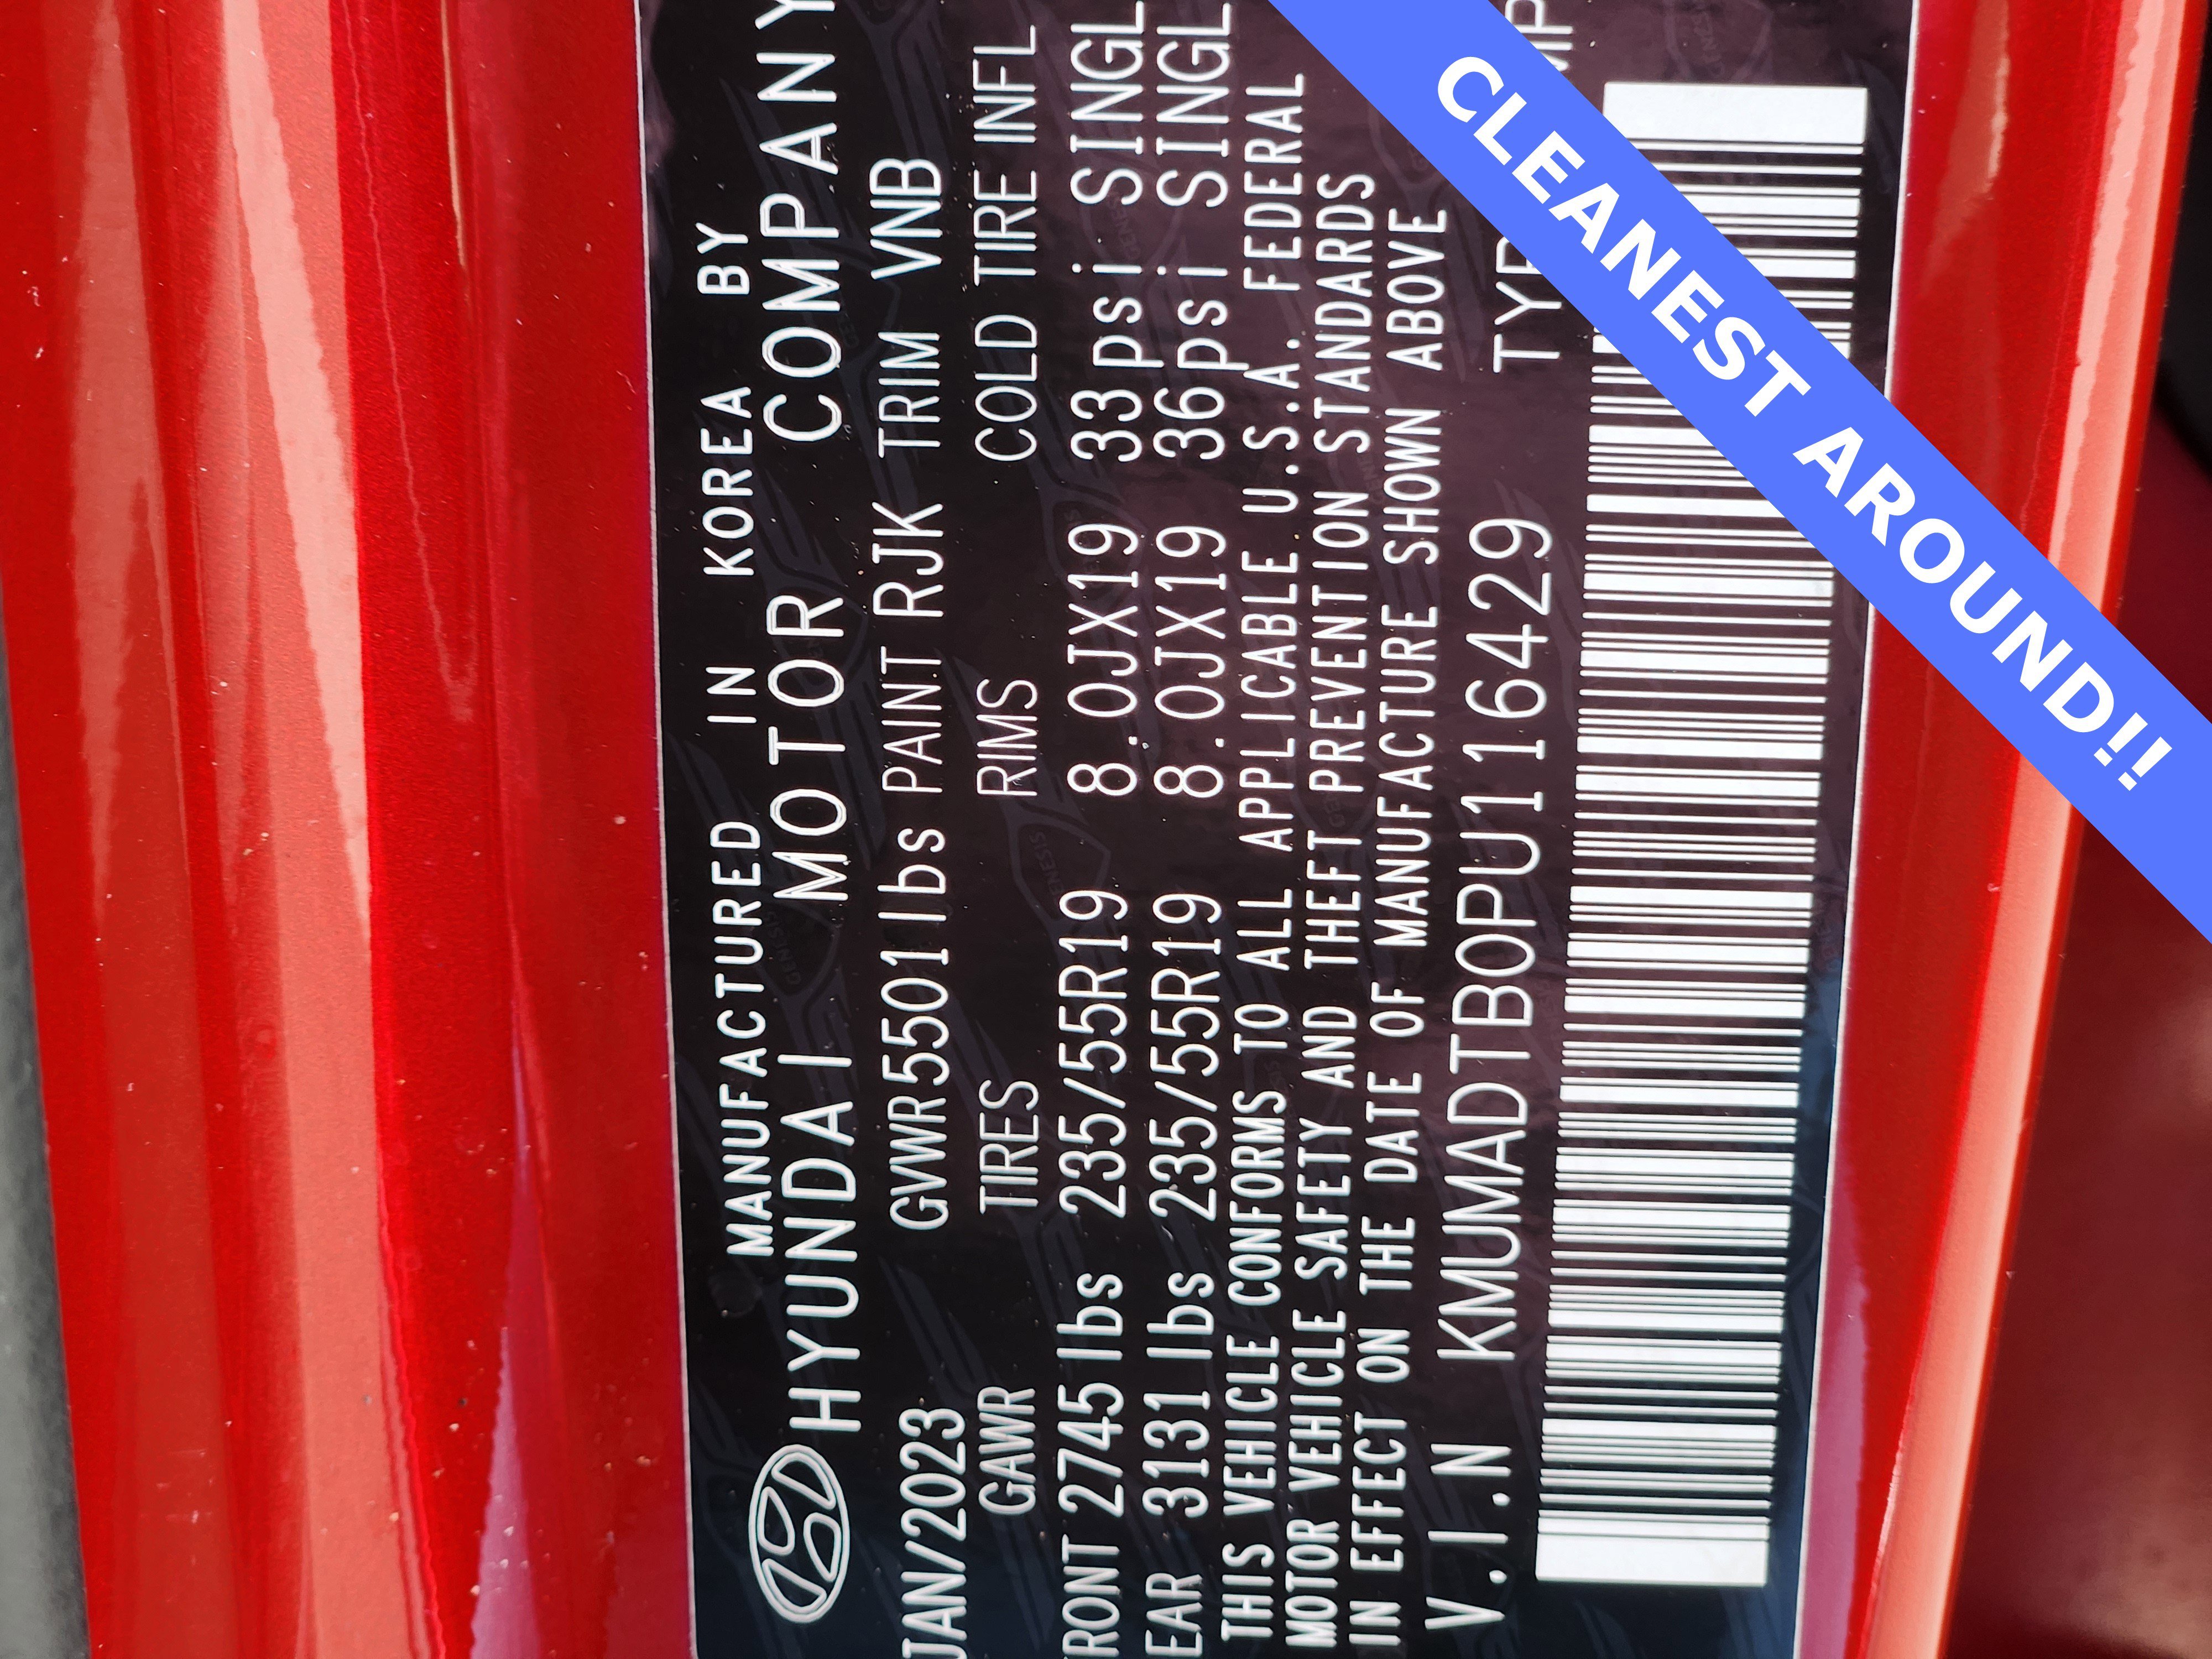 MANUFACTURED IN KOREA BY
HYUNDAI MOTOR COMPANY
JAN/2023 GVWR 5501 lbs PAINT RJK TRIM VNB
GAWR TIRES RIMS COLD TIRE INFL
FRONT 2745 lbs 235/55R19 8.0JX19 33psi SINGL
EAR 3131 lbs 235/55R19 8.0JX19 36psi SINGL
THIS VEHICLE CONFORMS TO ALL APPLICABLE U.S.A. FEDERAL
MOTOR VEHICLE SAFETY AND THEFT PREVENTION STANDARDS
IN EFFECT ON THE DATE OF MANUFACTURE SHOWN ABOVE
V.I.N KMUMADTB0PU116429
CLEANEST AROUND!!